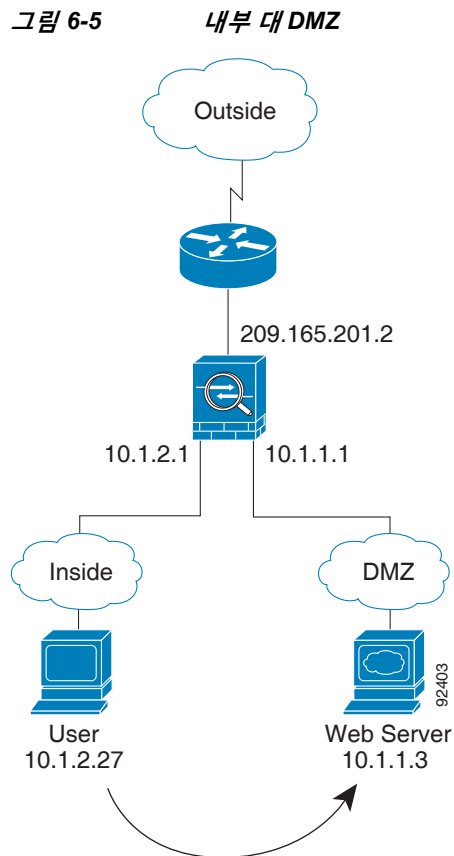 그림 6-5 내부 대 DMZ
Outside
209.165.201.2
10.1.2.1 10.1.1.1
Inside DMZ
92403
User Web Server
10.1.2.27 10.1.1.3